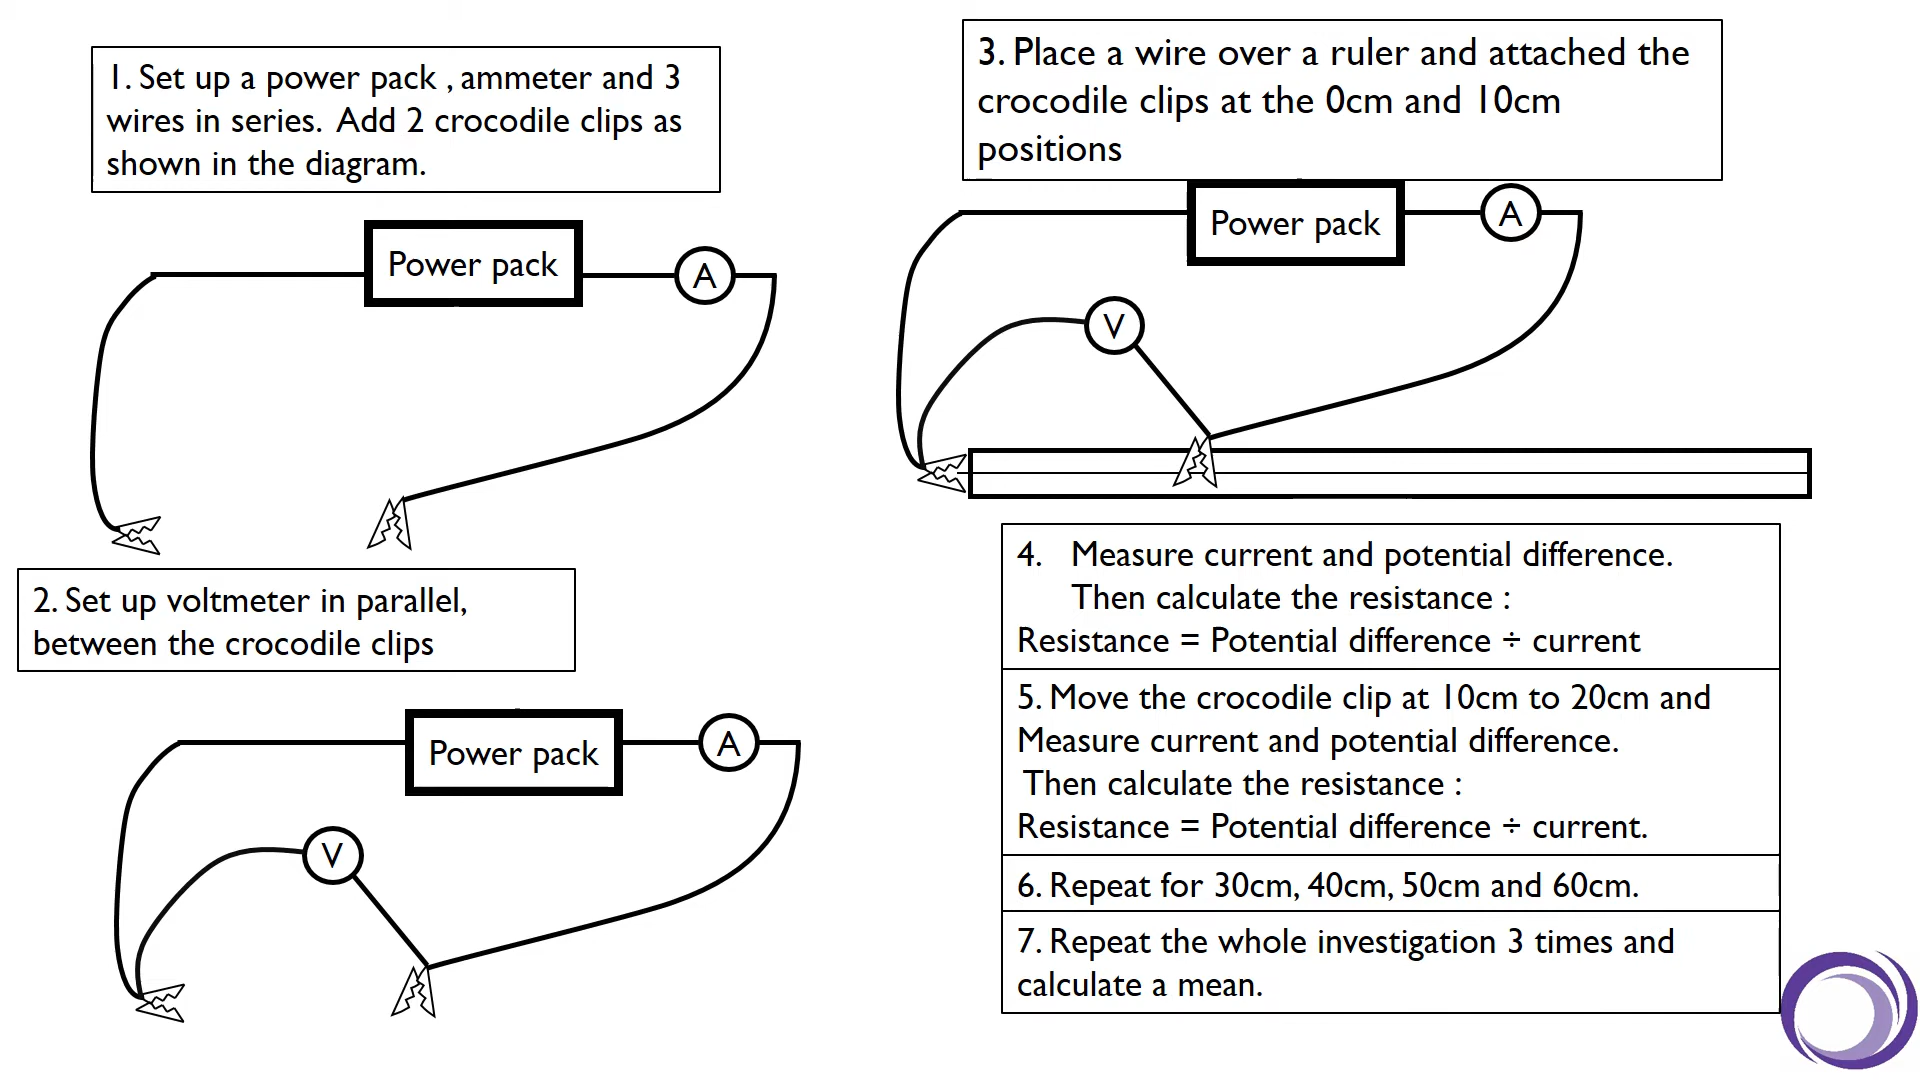 1. Set up a power pack , ammeter and 3
wires in series. Add 2 crocodile clips as
shown in the diagram.
Power pack
A
2. Set up voltmeter in parallel,
between the crocodile clips
Power pack
A
V
3. Place a wire over a ruler and attached the
crocodile clips at the 0cm and 10cm
positions
Power pack
A
V
4. Measure current and potential difference.
Then calculate the resistance :
Resistance = Potential difference ÷ current
5. Move the crocodile clip at 10cm to 20cm and
Measure current and potential difference.
Then calculate the resistance :
Resistance = Potential difference ÷ current.
6. Repeat for 30cm, 40cm, 50cm and 60cm.
7. Repeat the whole investigation 3 times and
calculate a mean.